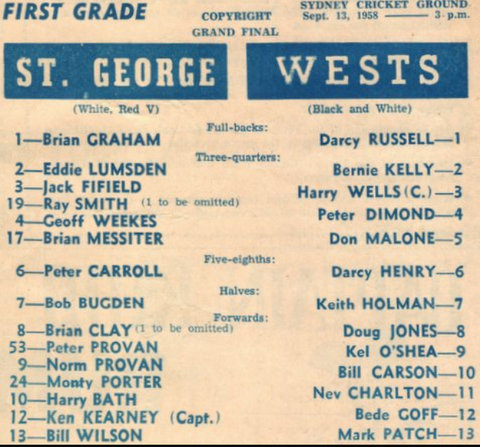 FIRST GRADE
COPYRIGHT
GRAND FINAL
SYDNEY CRICKET GROUND
Sept. 13, 1958 —— 3 p.m.
ST. GEORGE
WESTS
(White, Red V)
(Black and White)
Full-backs:
1—Brian GRAHAM
Darcy RUSSELL—1
Three-quarters:
2—Eddie LUMSDEN
Bernie KELLY—2
3—Jack FIFIELD
Harry WELLS (C.)—3
19—Ray SMITH (1 to be omitted)
4—Geoff WEEKES
Peter DIMOND—4
17—Brian MESSITER
Don MALONE—5
Five-eighths:
6—Peter CARROLL
Darcy HENRY—6
Halves:
7—Bob BUGDEN
Keith HOLMAN—7
Forwards:
8—Brian CLAY (1 to be omitted)
Doug JONES—8
53—Peter PROVAN
Kel O'SHEA—9
9—Norm PROVAN
Bill CARSON—10
24—Monty PORTER
Nev CHARLTON—11
10—Harry BATH
12—Ken KEARNEY (Capt.)
Bede GOFF—12
13—Bill WILSON
Mark PATCH—13